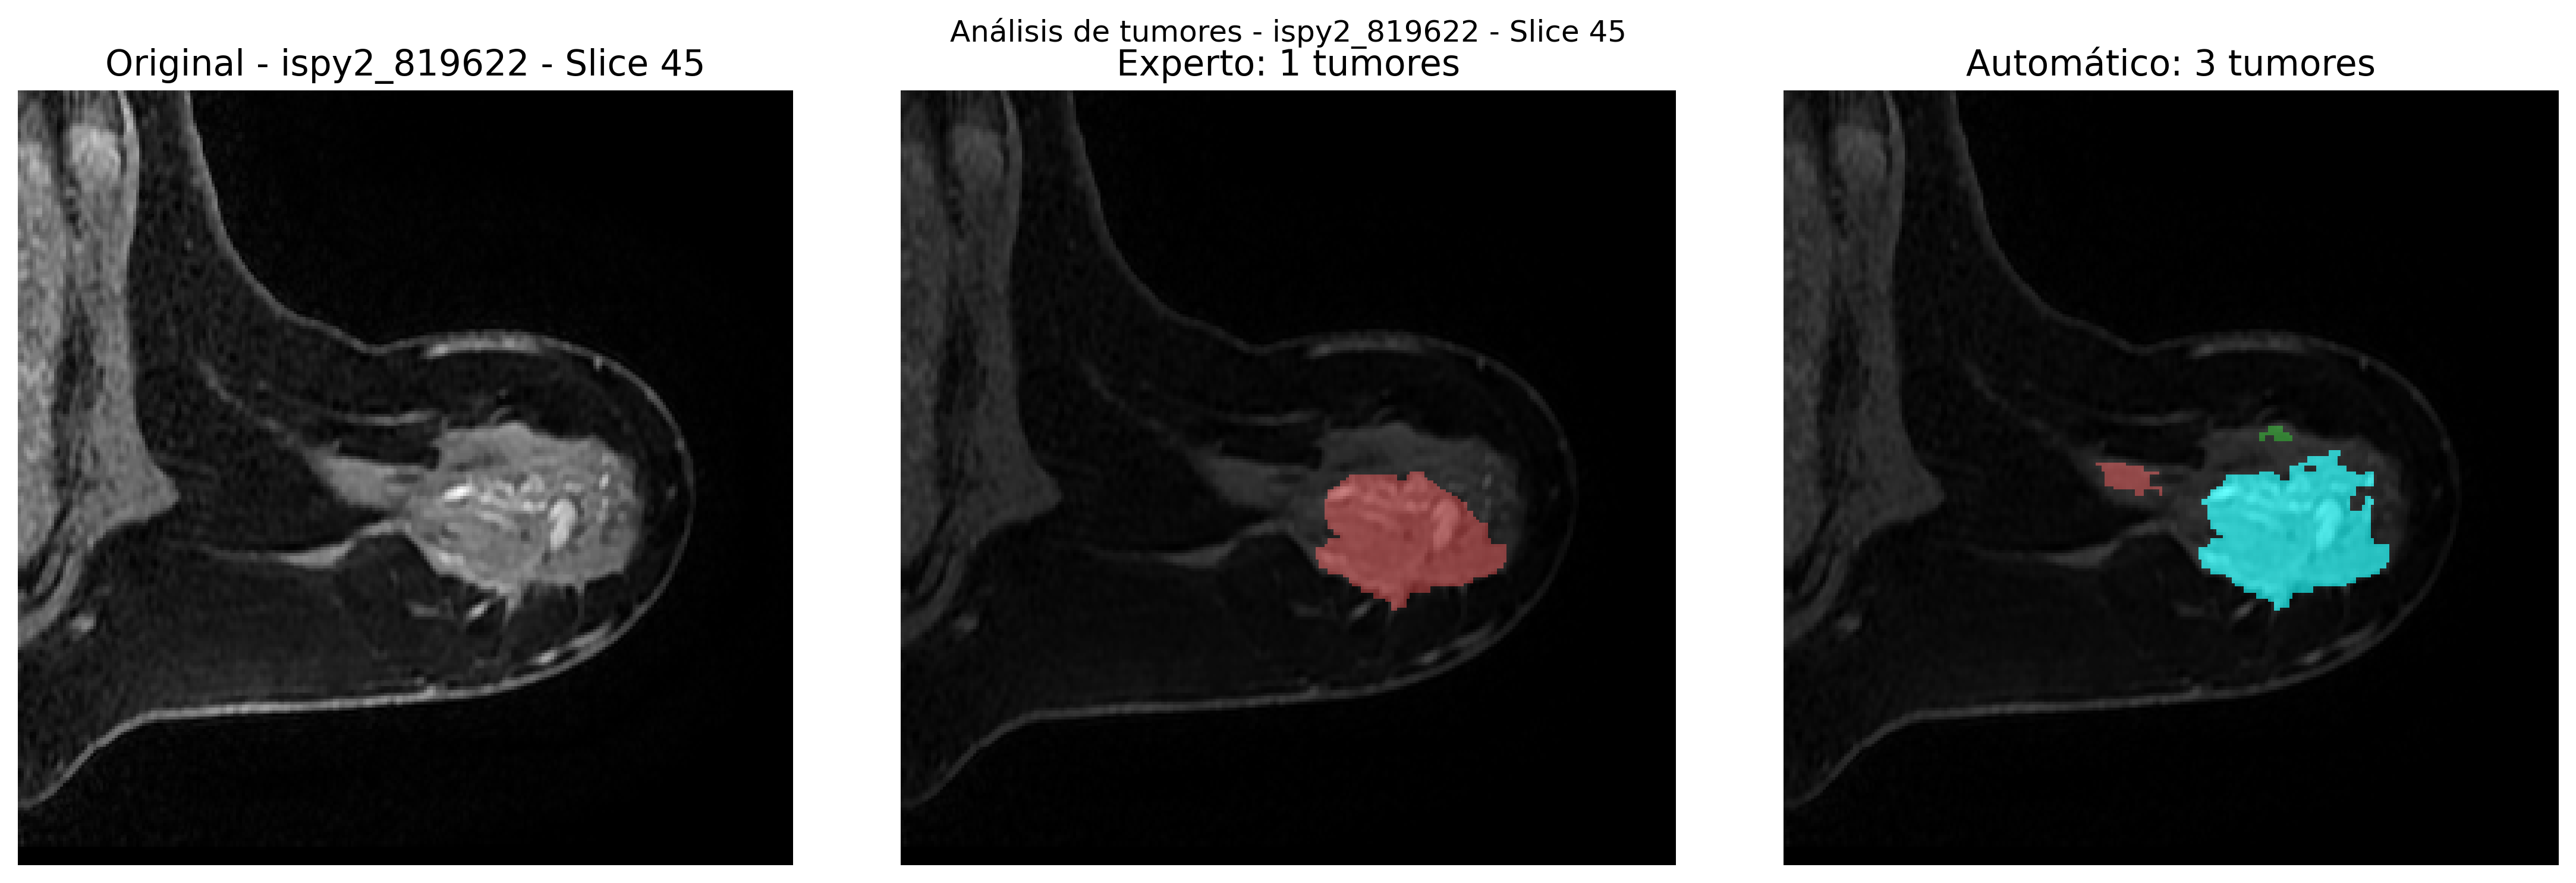 Análisis de tumores - ispy2_819622 - Slice 45
Original - ispy2_819622 - Slice 45
Experto: 1 tumores
Automático: 3 tumores